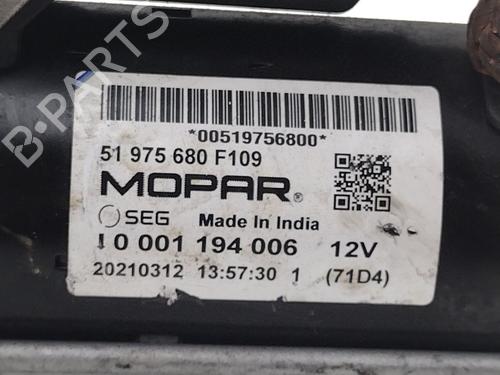 B-PARTS
*00519756800*
51 975 680 F109
MOPAR
SEG Made In India
0 001 194 006 12V
20210312 13:57:30 1 (71D4)